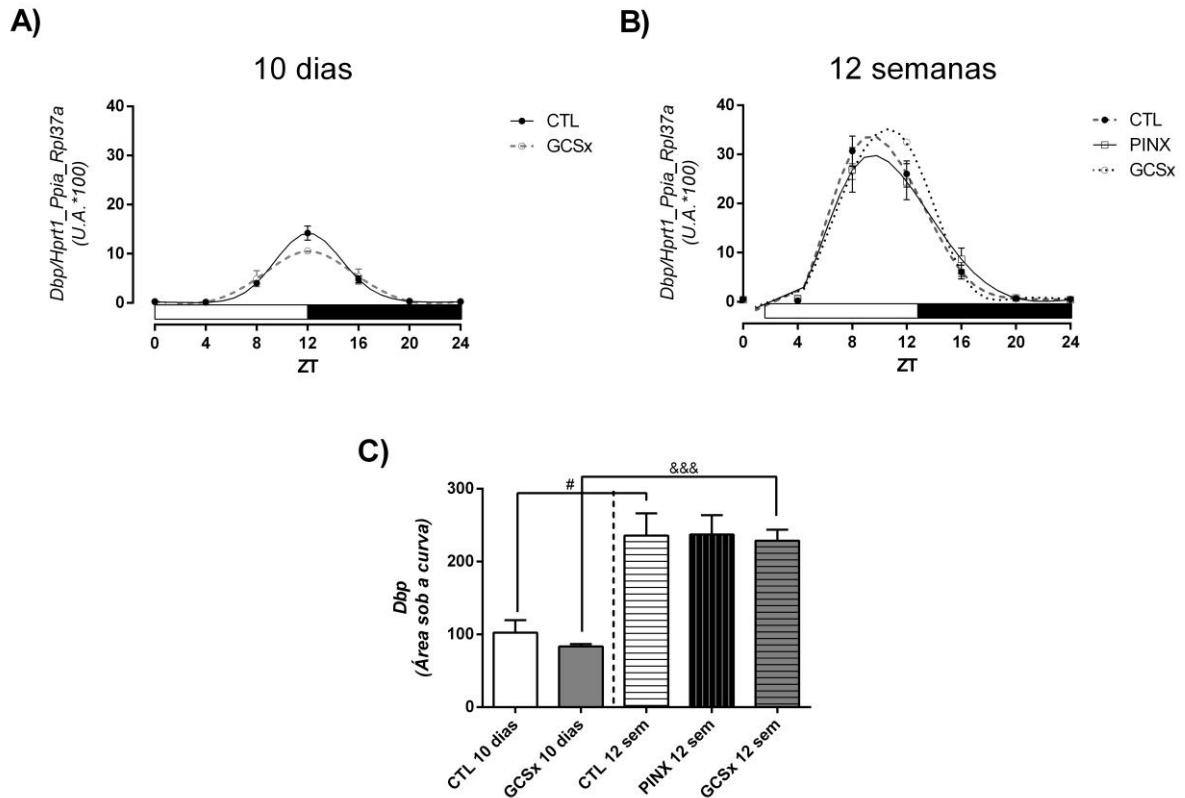 A)
10 dias
Dbp/Hprt1_Ppia_Rpl37a
(U.A.*100)
40
30
20
10
0
CTL
GCSx
0 4 8 12 16 20 24
ZT
B)
12 semanas
Dbp/Hprt1_Ppia_Rpl37a
(U.A.*100)
40
30
20
10
0
CTL
PINX
GCSx
0 4 8 12 16 20 24
ZT
C)
Dbp
(Área sob a curva)
300
200
100
0
#
&&&
CTL 10 dias
GCSx 10 dias
CTL 12 sem
PINX 12 sem
GCSx 12 sem